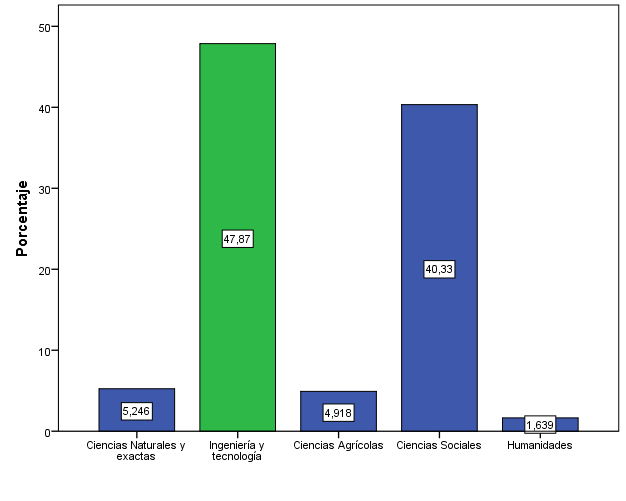 Porcentaje
50
40
30
20
10
0
5,246
47,87
4,918
40,33
1,639
Ciencias Naturales y
exactas
Ingeniería y
tecnología
Ciencias Agrícolas
Ciencias Sociales
Humanidades